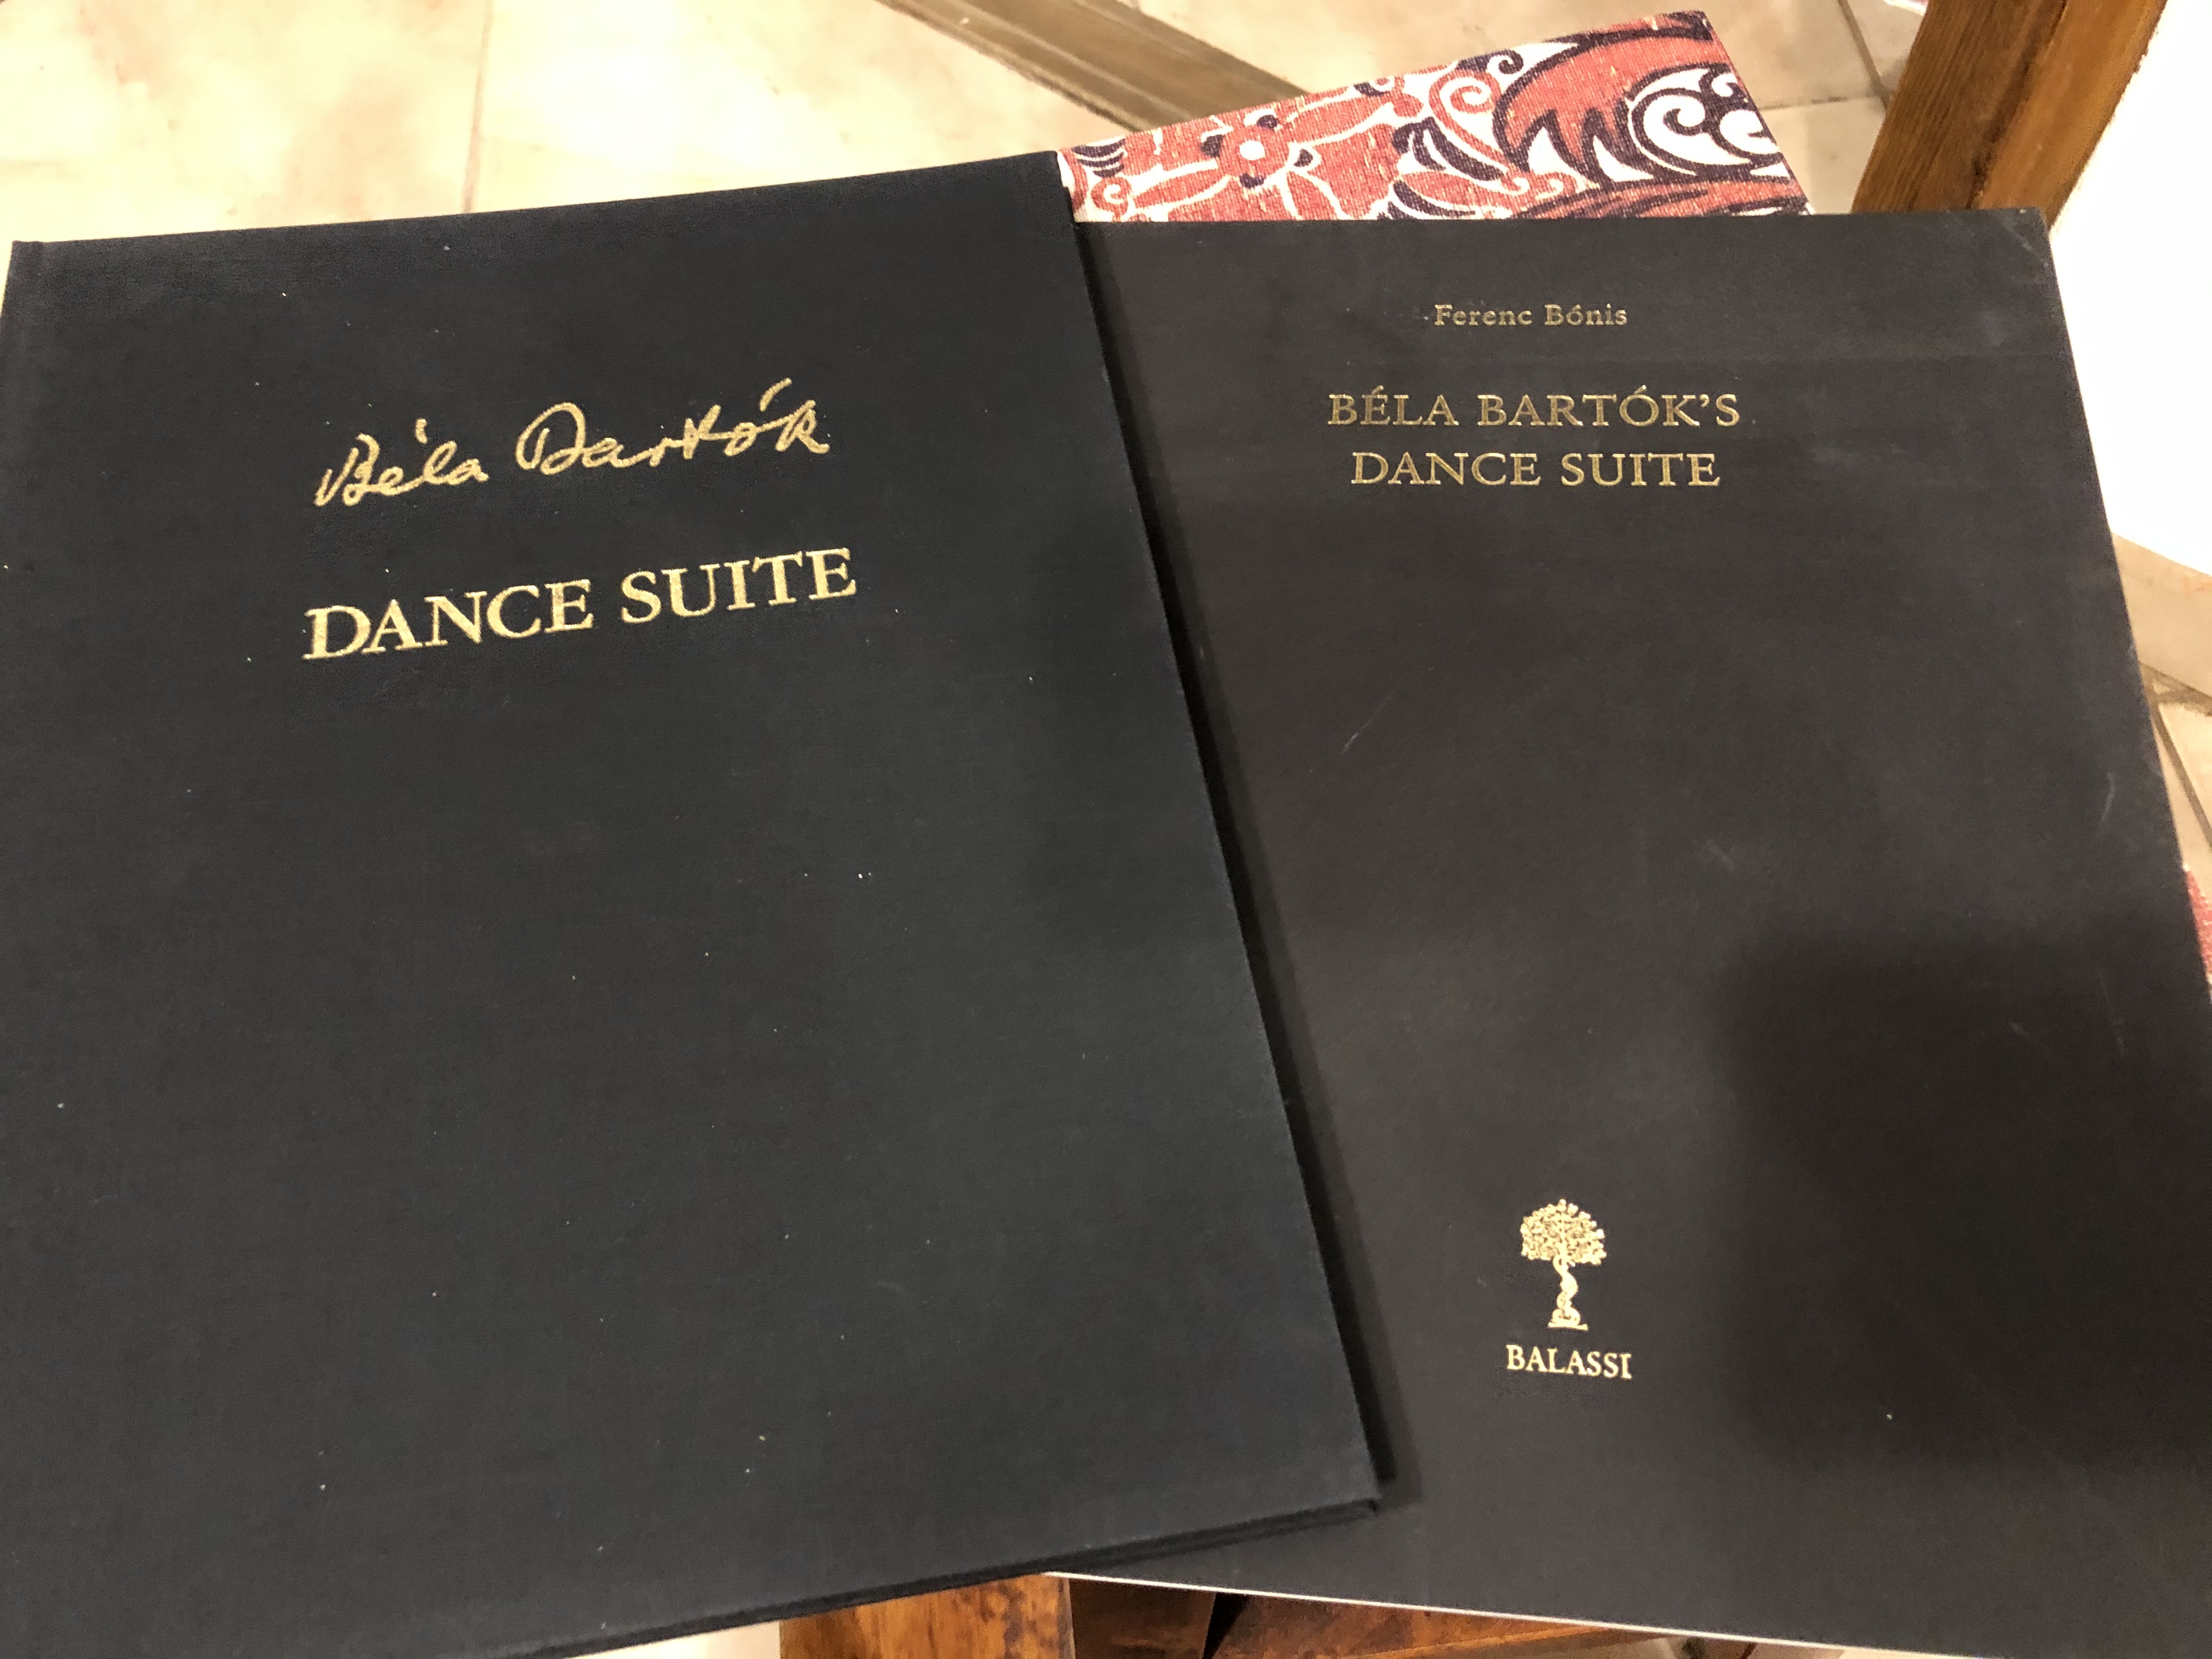 Béla Bartók
DANCE SUITE
Ferenc Bónis
BÉLA BARTÓK'S
DANCE SUITE
BALASSI